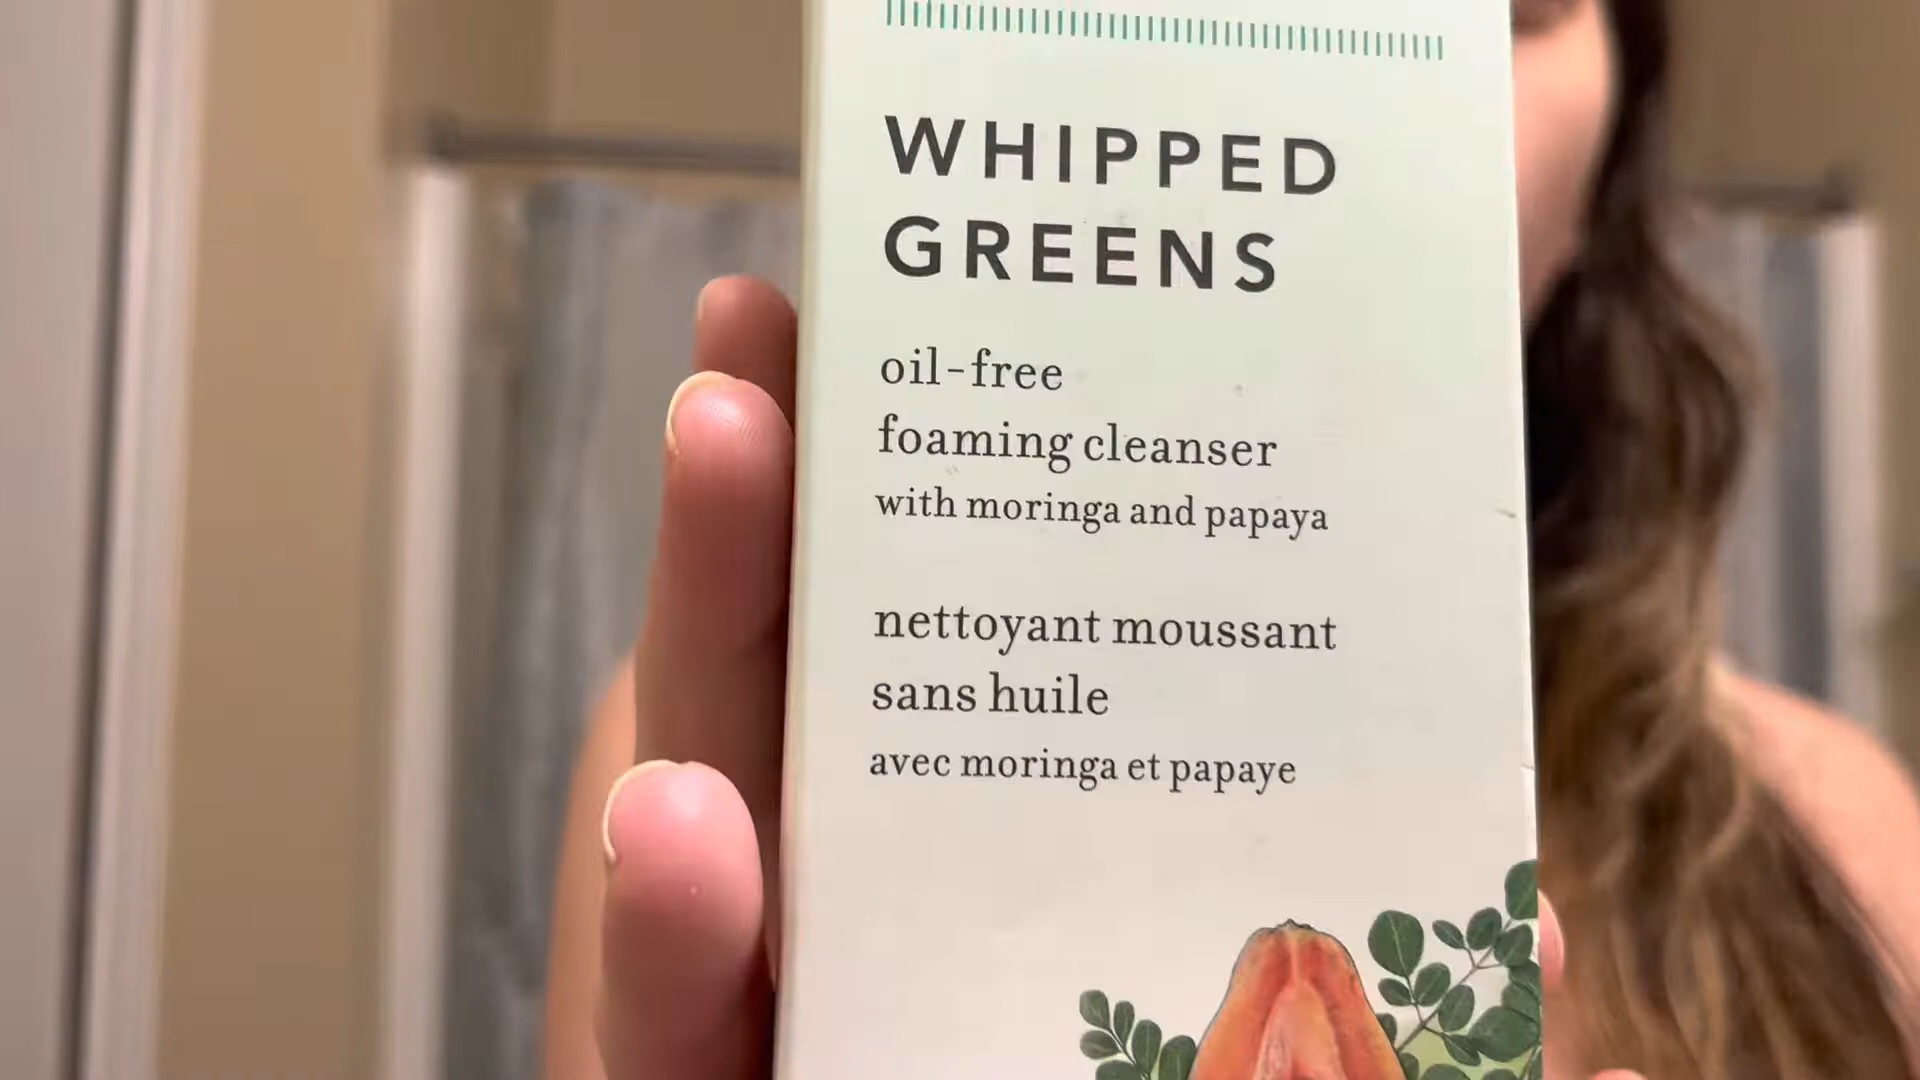 WHIPPED
GREENS
oil-free
foaming cleanser
with moringa and papaya
nettoyant moussant
sans huile
avec moringa et papaye